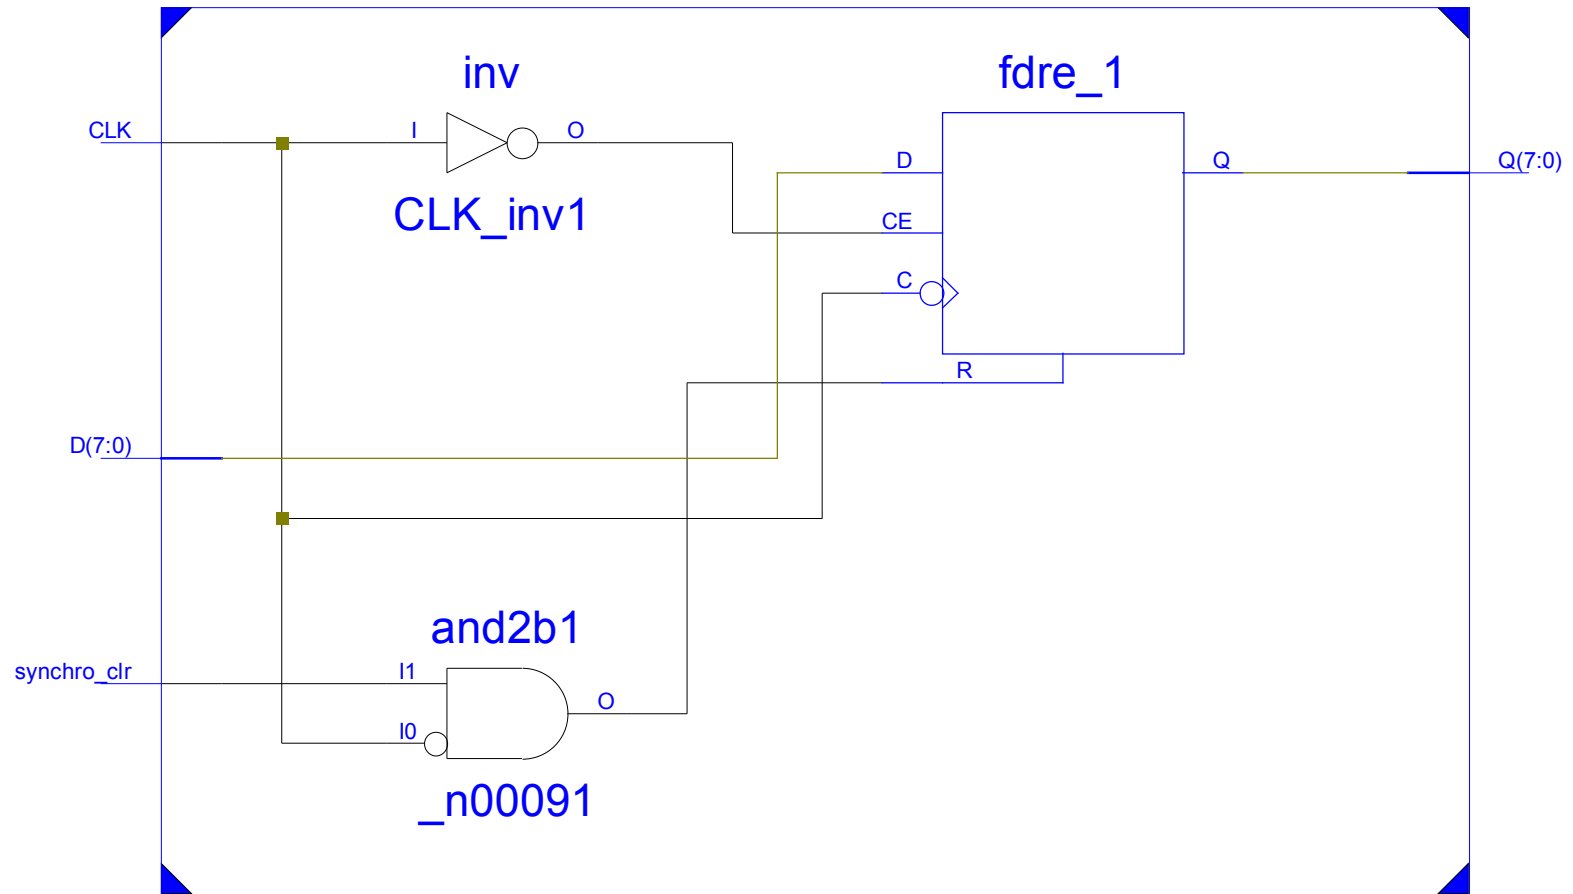 inv
fdre_1
CLK
I
O
D
Q
Q(7:0)
CLK_inv1
CE
C
R
D(7:0)
and2b1
synchro_clr
I1
O
I0
_n00091